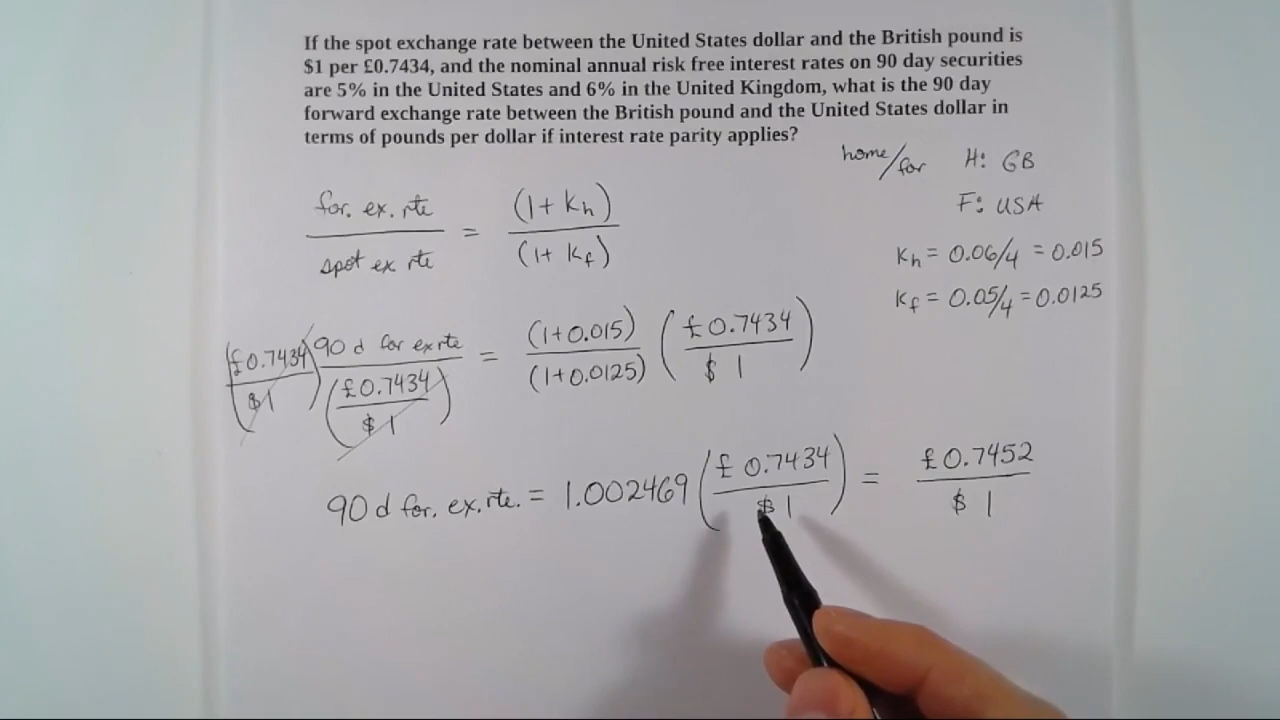 If the spot exchange rate between the United States dollar and the British pound is
$1 per £0.7434, and the nominal annual risk free interest rates on 90 day securities
are 5% in the United States and 6% in the United Kingdom, what is the 90 day
forward exchange rate between the British pound and the United States dollar in
terms of pounds per dollar if interest rate parity applies?
home/for H: GB
F: USA
for. ex. rte / spot ex rte = (1 + kh) / (1 + kf)
kh = 0.06/4 = 0.015
kf = 0.05/4 = 0.0125
(£0.7434 / $1) 90 d for ex rte / (£0.7434 / $1) = (1+0.015) / (1+0.0125) (£0.7434 / $1)
90 d for. ex. rte. = 1.002469 (£0.7434 / $1) = £0.7452 / $1